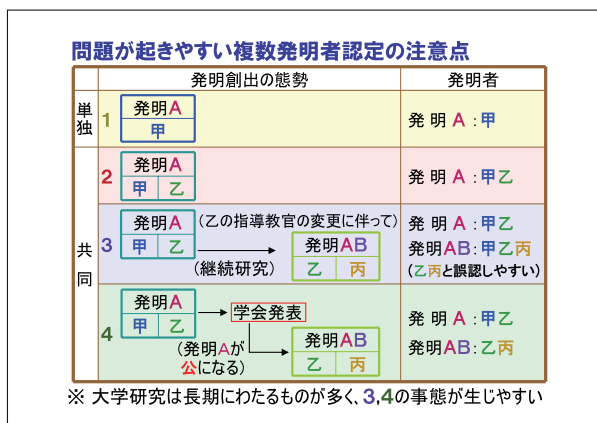 問題が起きやすい複数発明者認定の注意点
発明創出の態勢 発明者
単独
1 発明A
甲
発 明 A : 甲
共同
2 発明A
甲 乙
発 明 A : 甲乙
3 発明A
甲 乙
(乙の指導教官の変更に伴って)
(継続研究)
発明AB
乙 丙
発 明 A : 甲乙
発明AB: 甲乙丙
(乙丙と誤認しやすい)
4 発明A
甲 乙
学会発表
(発明Aが
公になる)
発明AB
乙 丙
発 明 A : 甲乙
発明AB: 乙丙
※ 大学研究は長期にわたるものが多く、3,4の事態が生じやすい